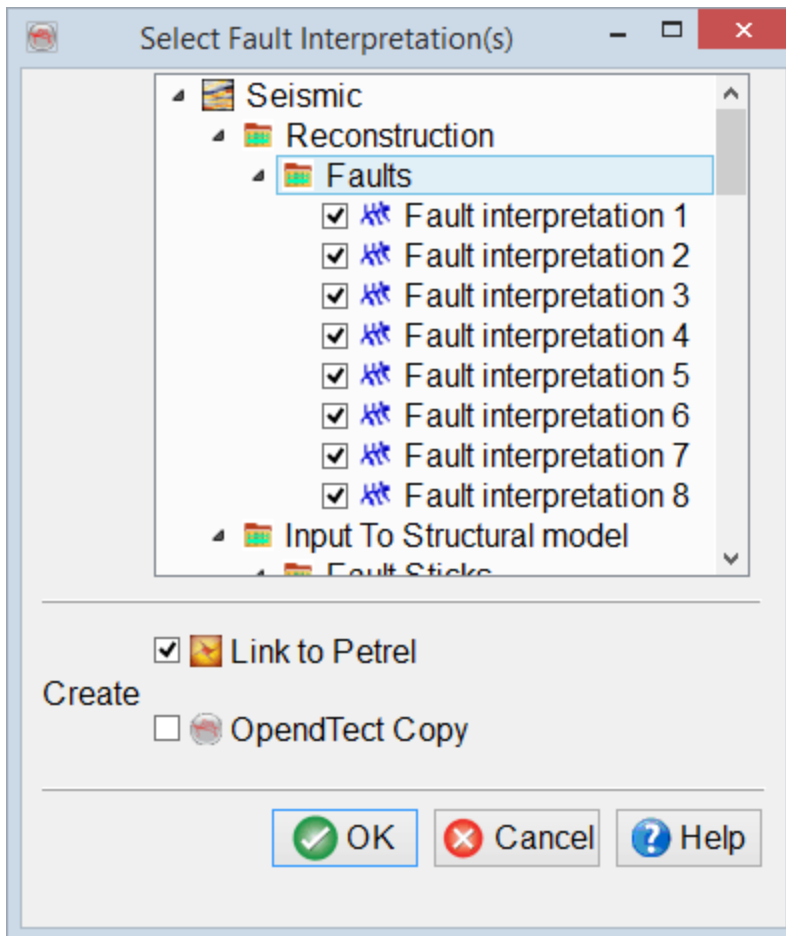 Select Fault Interpretation(s)
Seismic
Reconstruction
Faults
Fault interpretation 1
Fault interpretation 2
Fault interpretation 3
Fault interpretation 4
Fault interpretation 5
Fault interpretation 6
Fault interpretation 7
Fault interpretation 8
Input To Structural model
Fault Sticks
Link to Petrel
Create
OpendTect Copy
OK Cancel Help